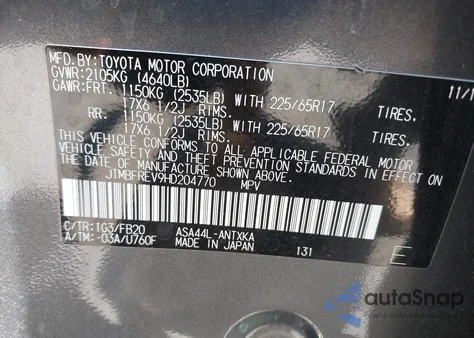 MFD.BY: TOYOTA MOTOR CORPORATION 11/1
GVWR: 2105KG (4640LB)
GAWR: FRT. 1150KG (2535LB) WITH 225/65R17 TIRES.
17X6 1/2J RIMS.
RR. 1150KG (2535LB) WITH 225/65R17 TIRES.
17X6 1/2J RIMS.
THIS VEHICLE CONFORMS TO ALL APPLICABLE FEDERAL MOTOR
VEHICLE SAFETY AND THEFT PREVENTION STANDARDS IN EFFECT ON
THE DATE OF MANUFACTURE SHOWN ABOVE.
JTMBFREV9HD204770 MPV
C/TR:1G3/FB20 ASA44L-ANTXKA
A/TM:-03A/U760F MADE IN JAPAN 131 E
autoSnap